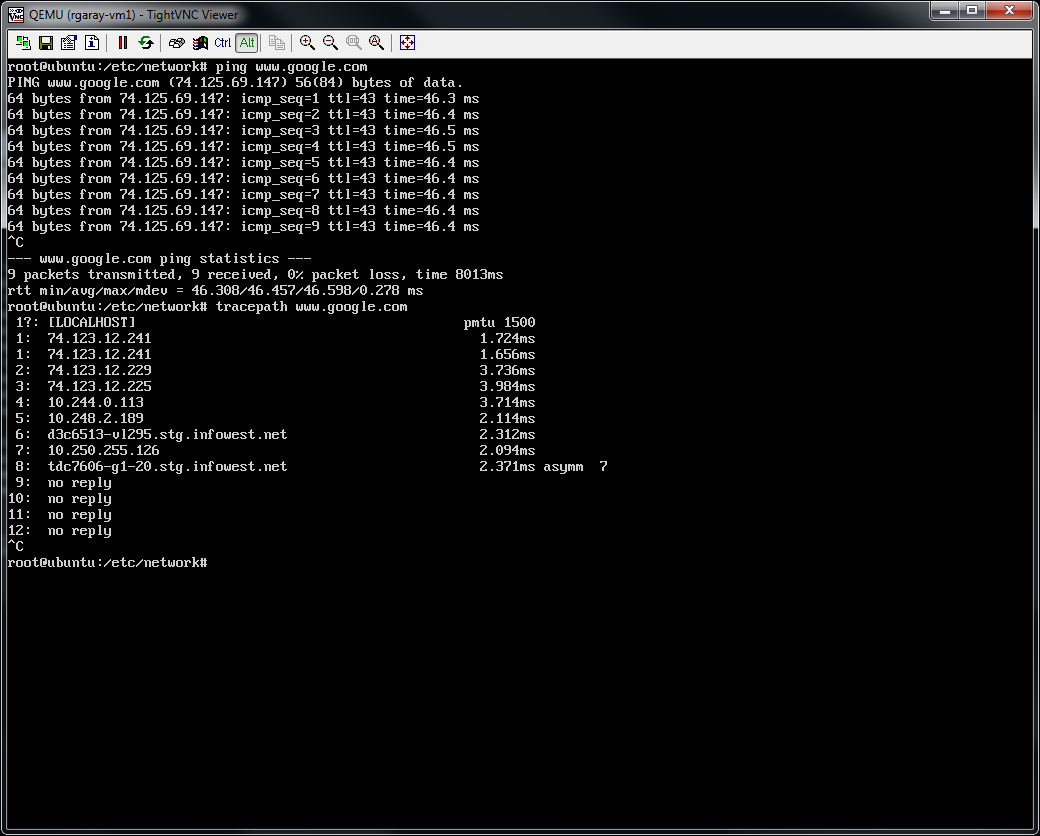 QEMU (rgaray-vm1) - TightVNC Viewer
Ctrl Alt
root@ubuntu:/etc/network# ping www.google.com
PING www.google.com (74.125.69.147) 56(84) bytes of data.
64 bytes from 74.125.69.147: icmp_seq=1 ttl=43 time=46.3 ms
64 bytes from 74.125.69.147: icmp_seq=2 ttl=43 time=46.4 ms
64 bytes from 74.125.69.147: icmp_seq=3 ttl=43 time=46.5 ms
64 bytes from 74.125.69.147: icmp_seq=4 ttl=43 time=46.5 ms
64 bytes from 74.125.69.147: icmp_seq=5 ttl=43 time=46.4 ms
64 bytes from 74.125.69.147: icmp_seq=6 ttl=43 time=46.4 ms
64 bytes from 74.125.69.147: icmp_seq=7 ttl=43 time=46.4 ms
64 bytes from 74.125.69.147: icmp_seq=8 ttl=43 time=46.4 ms
64 bytes from 74.125.69.147: icmp_seq=9 ttl=43 time=46.4 ms
^C
--- www.google.com ping statistics ---
9 packets transmitted, 9 received, 0% packet loss, time 8013ms
rtt min/avg/max/mdev = 46.308/46.457/46.598/0.278 ms
root@ubuntu:/etc/network# tracepath www.google.com
 1?: [LOCALHOST]                                         pmtu 1500
 1:  74.123.12.241                                         1.724ms
 1:  74.123.12.241                                         1.656ms
 2:  74.123.12.229                                         3.736ms
 3:  74.123.12.225                                         3.984ms
 4:  10.244.0.113                                          3.714ms
 5:  10.248.2.189                                          2.114ms
 6:  d3c6513-vl295.stg.infowest.net                        2.312ms
 7:  10.250.255.126                                        2.094ms
 8:  tdc7606-g1-20.stg.infowest.net                        2.371ms asymm  7
 9:  no reply
10:  no reply
11:  no reply
12:  no reply
^C
root@ubuntu:/etc/network#